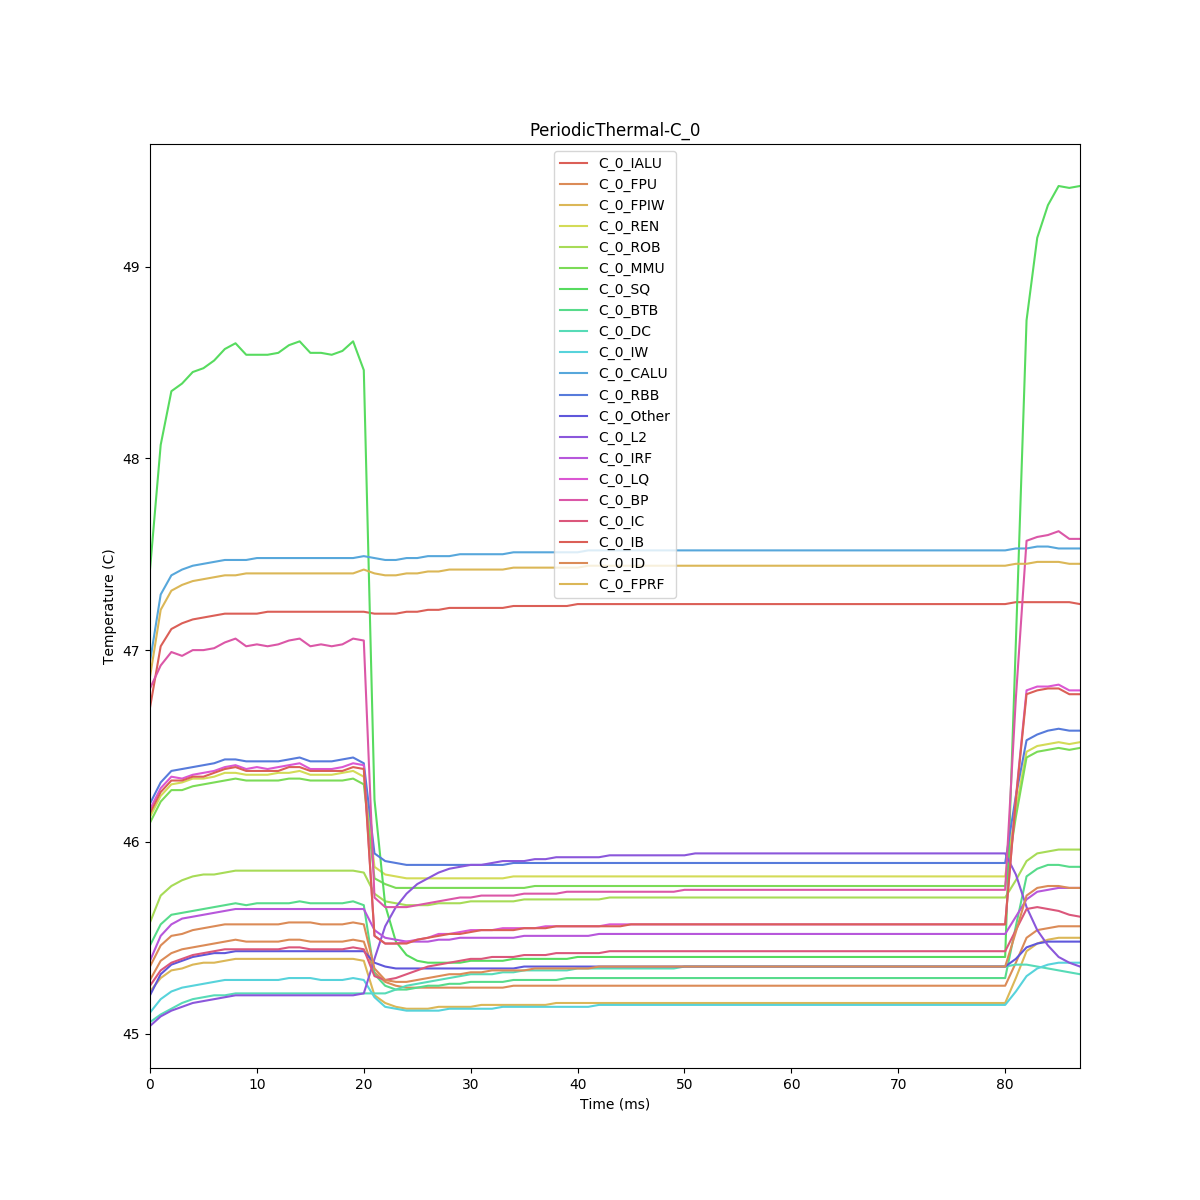 PeriodicThermal-C_0
C_0_IALU
C_0_FPU
C_0_FPIW
C_0_REN
C_0_ROB
C_0_MMU
C_0_SQ
C_0_BTB
C_0_DC
C_0_IW
C_0_CALU
C_0_RBB
C_0_Other
C_0_L2
C_0_IRF
C_0_LQ
C_0_BP
C_0_IC
C_0_IB
C_0_ID
C_0_FPRF
49
48
47
46
45
Temperature (C)
0 10 20 30 40 50 60 70 80
Time (ms)